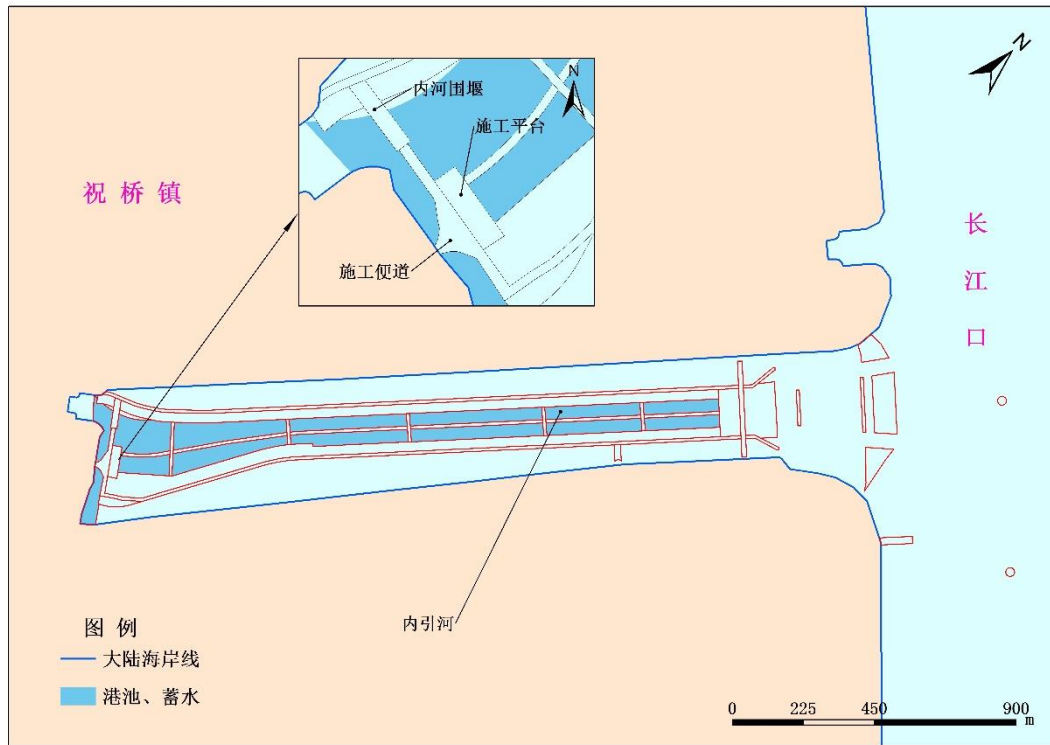 N
内河围堰
N
施工平台
祝桥镇
长江口
施工便道
内引河
图 例
大陆海岸线
港池、蓄水
0 225 450 900
m